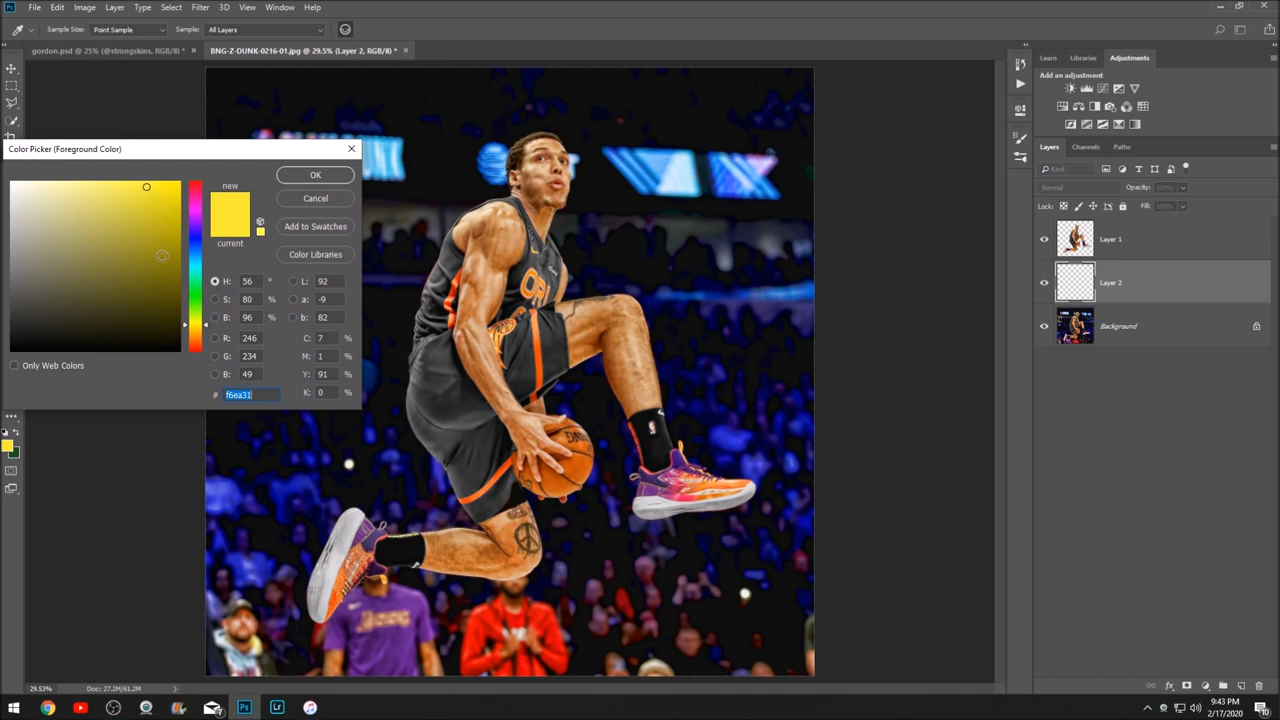 File Edit Image Layer Type Select Filter 3D View Window Help
Sample Size: Point Sample Sample: All Layers
gordon.psd @ 25% (@strongskins, RGB/8) * × BNG-Z-DUNK-0216-01.jpg @ 29.5% (Layer 2, RGB/8) * ×
Color Picker (Foreground Color)
new
current
OK
Cancel
Add to Swatches
Color Libraries
H: 56 °
S: 80 %
B: 96 %
R: 246
G: 234
B: 49
# f6ea31
L: 92
a: -9
b: 82
C: 7 %
M: 1 %
Y: 91 %
K: 0 %
Only Web Colors
Learn Libraries Adjustments
Add an adjustment
Layers Channels Paths
Kind
Normal Opacity: 100%
Lock: Fill: 100%
Layer 1
Layer 2
Background
29.53% Doc: 27.2M/61.2M
9:43 PM
2/17/2020